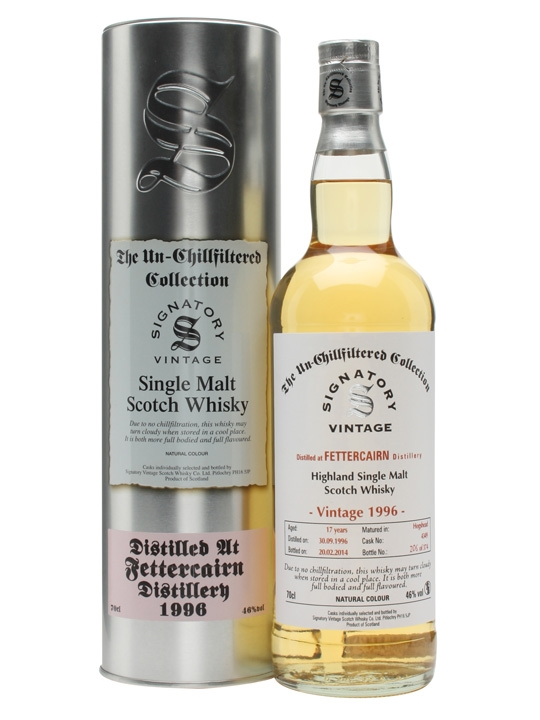 The Un-Chillfiltered
Collection
SIGNATORY
S
VINTAGE
Single Malt
Scotch Whisky
Due to no chillfiltration, this whisky may
turn cloudy when stored in a cool place.
It is both more full bodied and full flavoured.
NATURAL COLOUR
Casks individually selected and bottled by
Signatory Vintage Scotch Whisky Co. Ltd, Pitlochry PH16 5JP
Product of Scotland
Distilled At
Fettercairn
Distillery
1996
70cl 46%vol
The Un-Chillfiltered Collection
SIGNATORY
S
VINTAGE
Distilled at FETTERCAIRN Distillery
Highland Single Malt
Scotch Whisky
- Vintage 1996 -
Aged: 17 years Matured in: Hogshead
Distilled on: 30.09.1996 Cask No:
Bottled on: 20.02.2014 Bottle No.:
Due to no chillfiltration, this whisky may turn cloudy
when stored in a cool place. It is both more
full bodied and full flavoured.
70cl NATURAL COLOUR 46% vol
Casks individually selected and bottled by
Signatory Vintage Scotch Whisky Co. Ltd, Pitlochry PH16 5JP
Product of Scotland